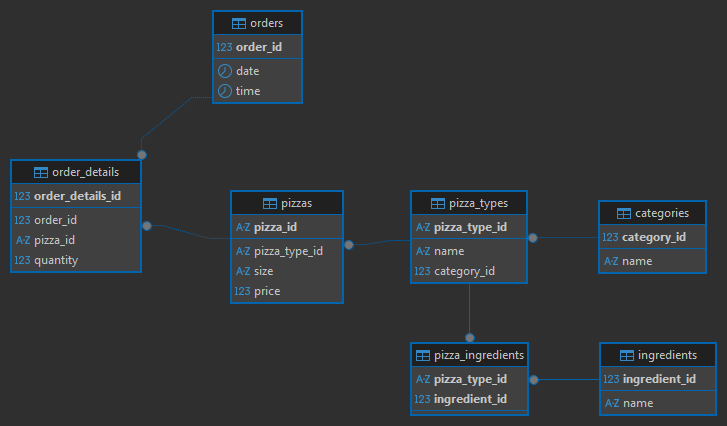 orders
123 order_id
date
time
order_details
123 order_details_id
123 order_id
A-Z pizza_id
123 quantity
pizzas
A-Z pizza_id
A-Z pizza_type_id
A-Z size
123 price
pizza_types
A-Z pizza_type_id
A-Z name
123 category_id
categories
123 category_id
A-Z name
pizza_ingredients
A-Z pizza_type_id
123 ingredient_id
ingredients
123 ingredient_id
A-Z name